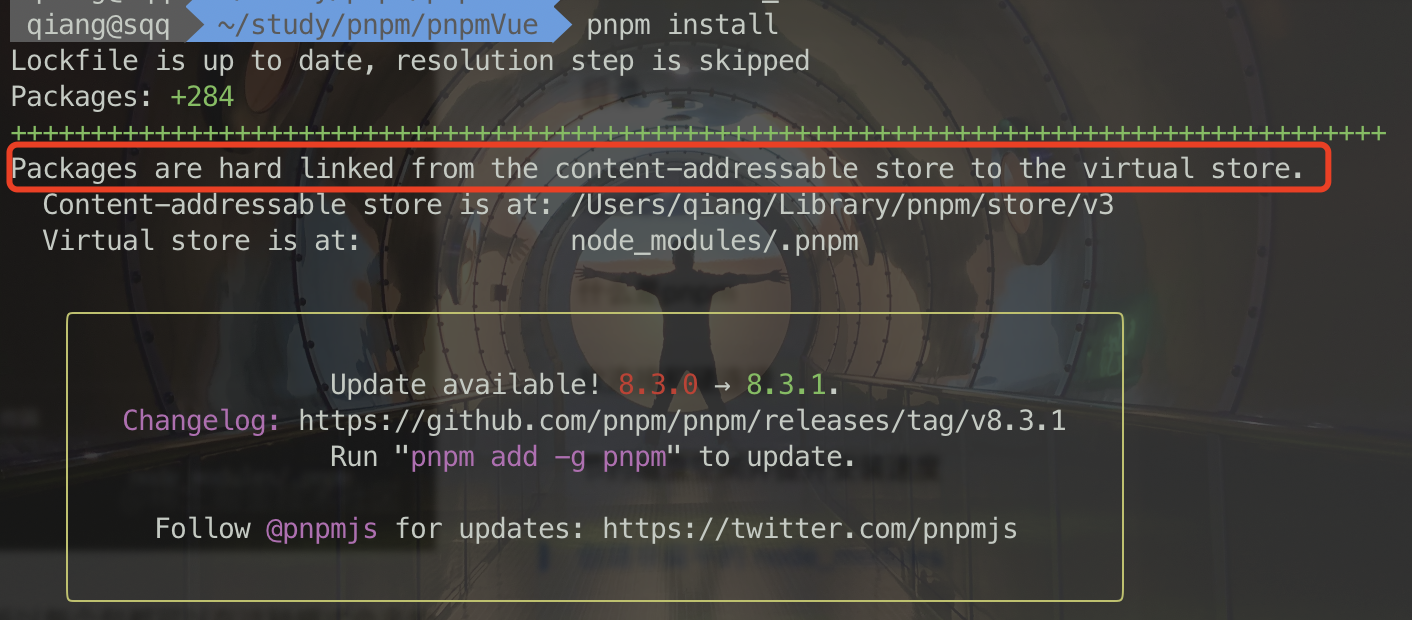 qiang@sqq ~/study/pnpm/pnpmVue pnpm install
Lockfile is up to date, resolution step is skipped
Packages: +284
++++++++++++++++++++++++++++++++++++++++++++++++++++++++++++++++++++++++++++++++++++++
Packages are hard linked from the content-addressable store to the virtual store.
Content-addressable store is at: /Users/qiang/Library/pnpm/store/v3
Virtual store is at: node_modules/.pnpm
Update available! 8.3.0 → 8.3.1.
Changelog: https://github.com/pnpm/pnpm/releases/tag/v8.3.1
Run "pnpm add -g pnpm" to update.
Follow @pnpmjs for updates: https://twitter.com/pnpmjs